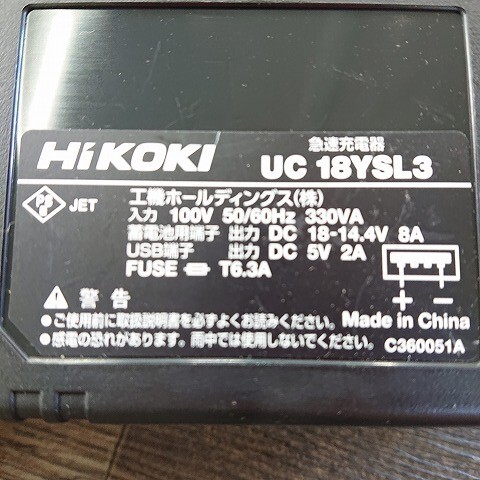 HiKOKI
急速充電器
UC 18YSL3
PS
E
JET
工機ホールディングス(株)
入力 100V 50/60Hz 330VA
蓄電池用端子 出力 DC 18-14.4V 8A
USB端子 出力 DC 5V 2A
FUSE T6.3A
+ −
警告
●ご使用前に取扱説明書を必ずよくお読みください。
●感電の恐れがあります。雨中では使用しないでください。
Made in China
C360051A